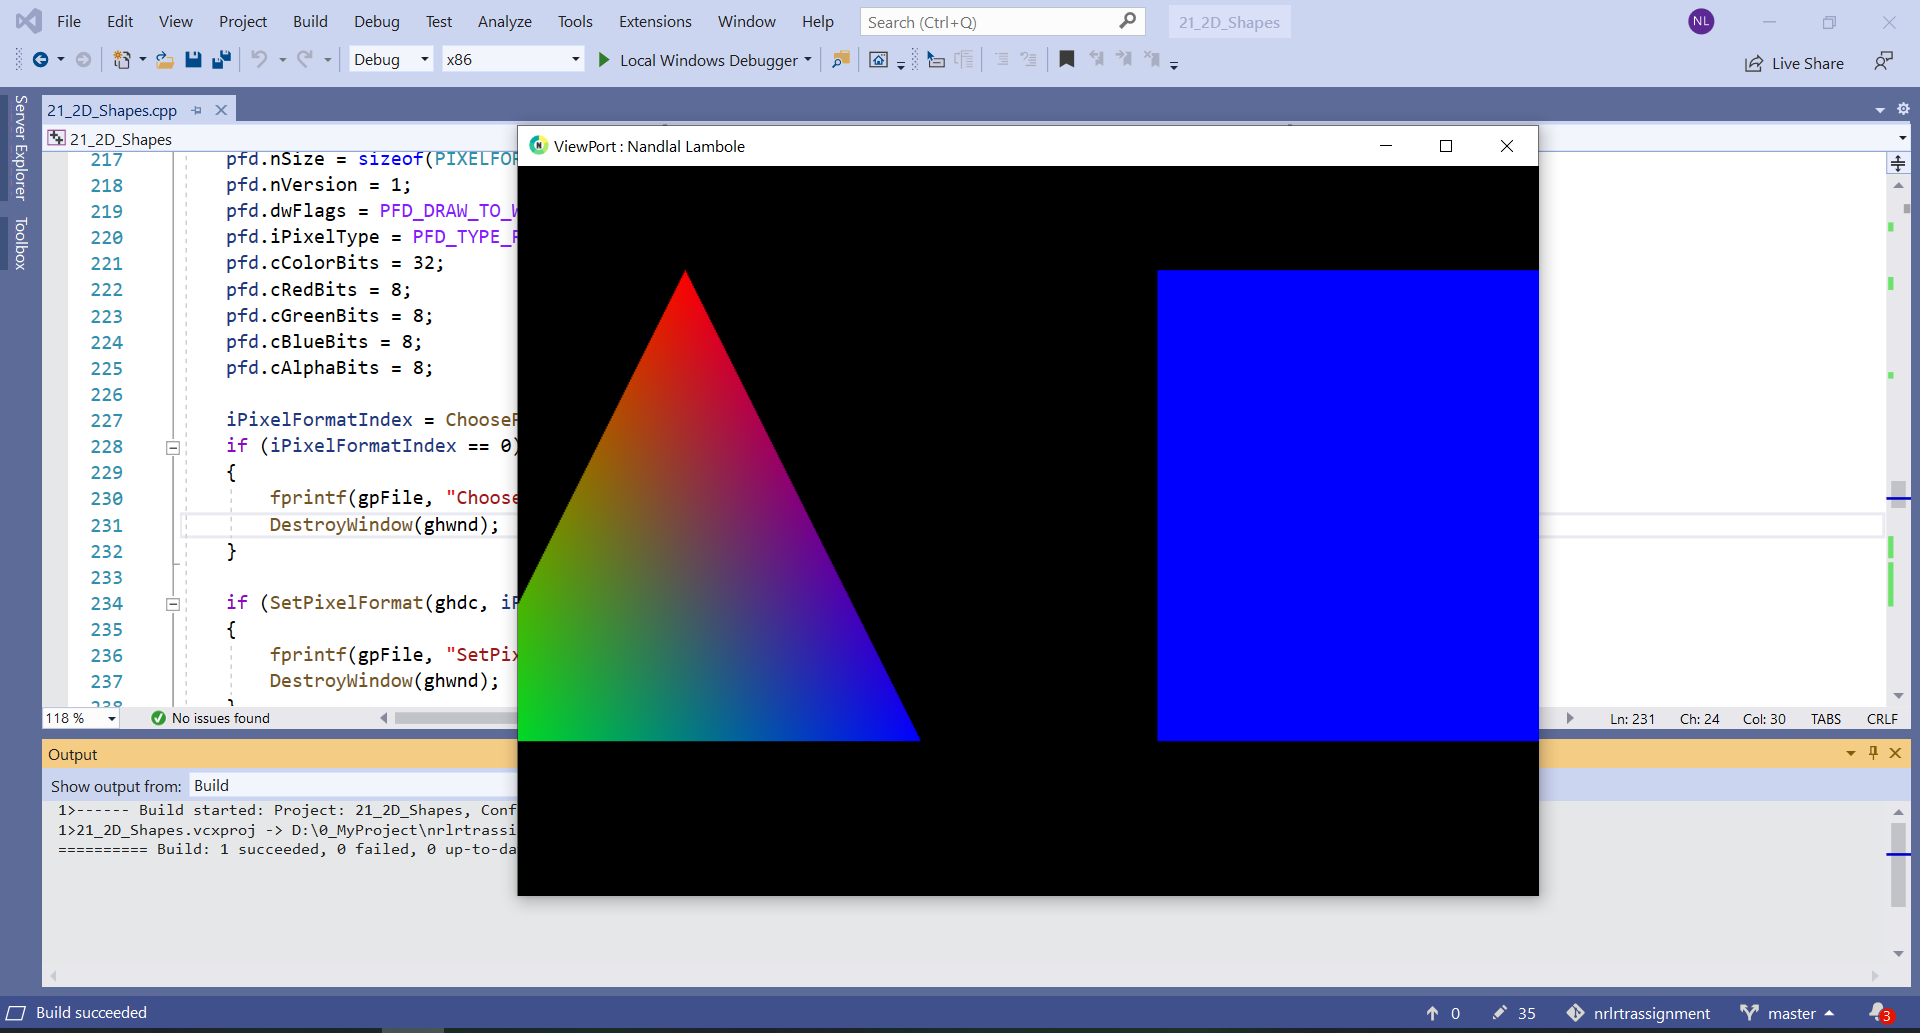 File Edit View Project Build Debug Test Analyze Tools Extensions Window Help Search (Ctrl+Q) 21_2D_Shapes NL
Debug x86 Local Windows Debugger Live Share
Server Explorer
Toolbox
21_2D_Shapes.cpp
21_2D_Shapes
ViewPort : Nandlal Lambole
217 pfd.nSize = sizeof(PIXELFOR
218 pfd.nVersion = 1;
219 pfd.dwFlags = PFD_DRAW_TO_W
220 pfd.iPixelType = PFD_TYPE_R
221 pfd.cColorBits = 32;
222 pfd.cRedBits = 8;
223 pfd.cGreenBits = 8;
224 pfd.cBlueBits = 8;
225 pfd.cAlphaBits = 8;
226
227 iPixelFormatIndex = ChooseP
228 if (iPixelFormatIndex == 0)
229 {
230 fprintf(gpFile, "Choose
231 DestroyWindow(ghwnd);
232 }
233
234 if (SetPixelFormat(ghdc, iP
235 {
236 fprintf(gpFile, "SetPix
237 DestroyWindow(ghwnd);
238 }
118 % No issues found Ln: 231 Ch: 24 Col: 30 TABS CRLF
Output
Show output from: Build
1>------ Build started: Project: 21_2D_Shapes, Conf
1>21_2D_Shapes.vcxproj -> D:\0_MyProject\nrlrtrassi
========== Build: 1 succeeded, 0 failed, 0 up-to-da
Build succeeded 0 35 nrlrtrassignment master 3